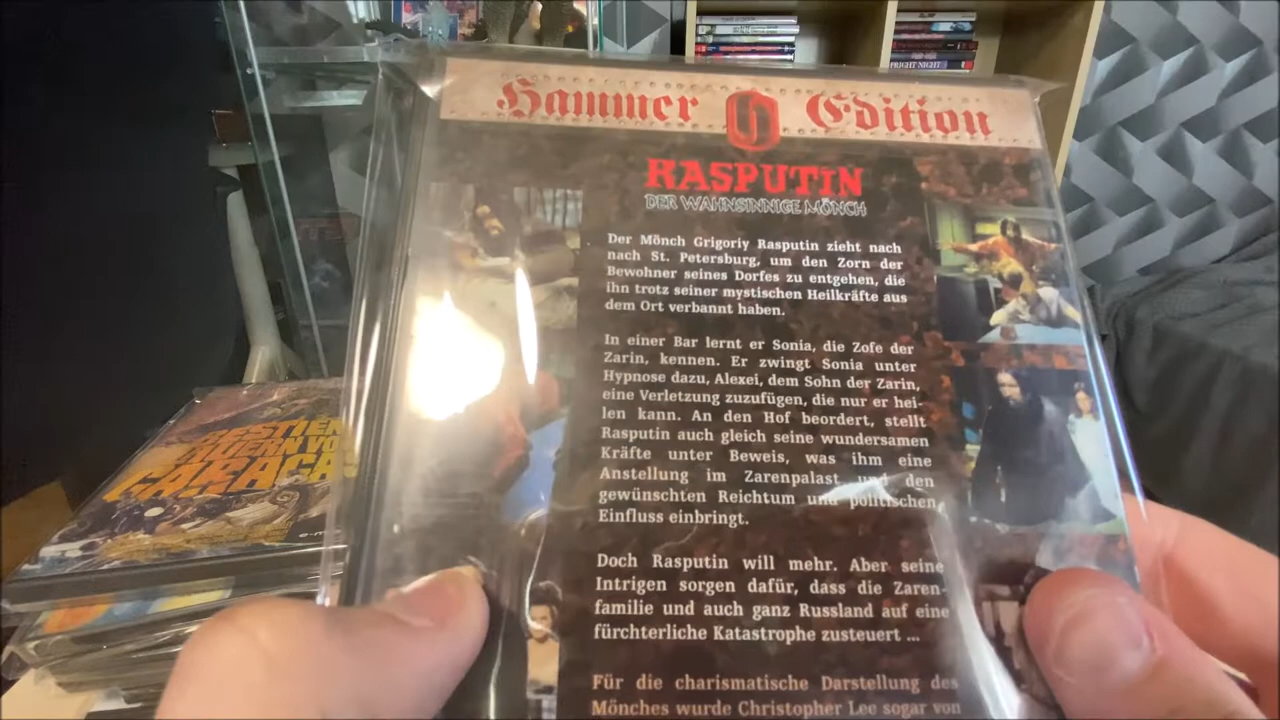 FRIGHT NIGHT
Hammer Edition
RASPUTIN
DER WAHNSINNIGE MÖNCH
Der Mönch Grigoriy Rasputin zieht nach
nach St. Petersburg, um den Zorn der
Bewohner seines Dorfes zu entgehen, die
ihn trotz seiner mystischen Heilkräfte aus
dem Ort verbannt haben.
In einer Bar lernt er Sonia, die Zofe der
Zarin, kennen. Er zwingt Sonia unter
Hypnose dazu, Alexei, dem Sohn der Zarin,
eine Verletzung zuzufügen, die nur er hei-
len kann. An den Hof beordert, stellt
Rasputin auch gleich seine wundersamen
Kräfte unter Beweis, was ihm eine
Anstellung im Zarenpalast und den
gewünschten Reichtum und politischen
Einfluss einbringt.
Doch Rasputin will mehr. Aber seine
Intrigen sorgen dafür, dass die Zaren-
familie und auch ganz Russland auf eine
fürchterliche Katastrophe zusteuert ...
Für die charismatische Darstellung des
Mönches wurde Christopher Lee sogar von